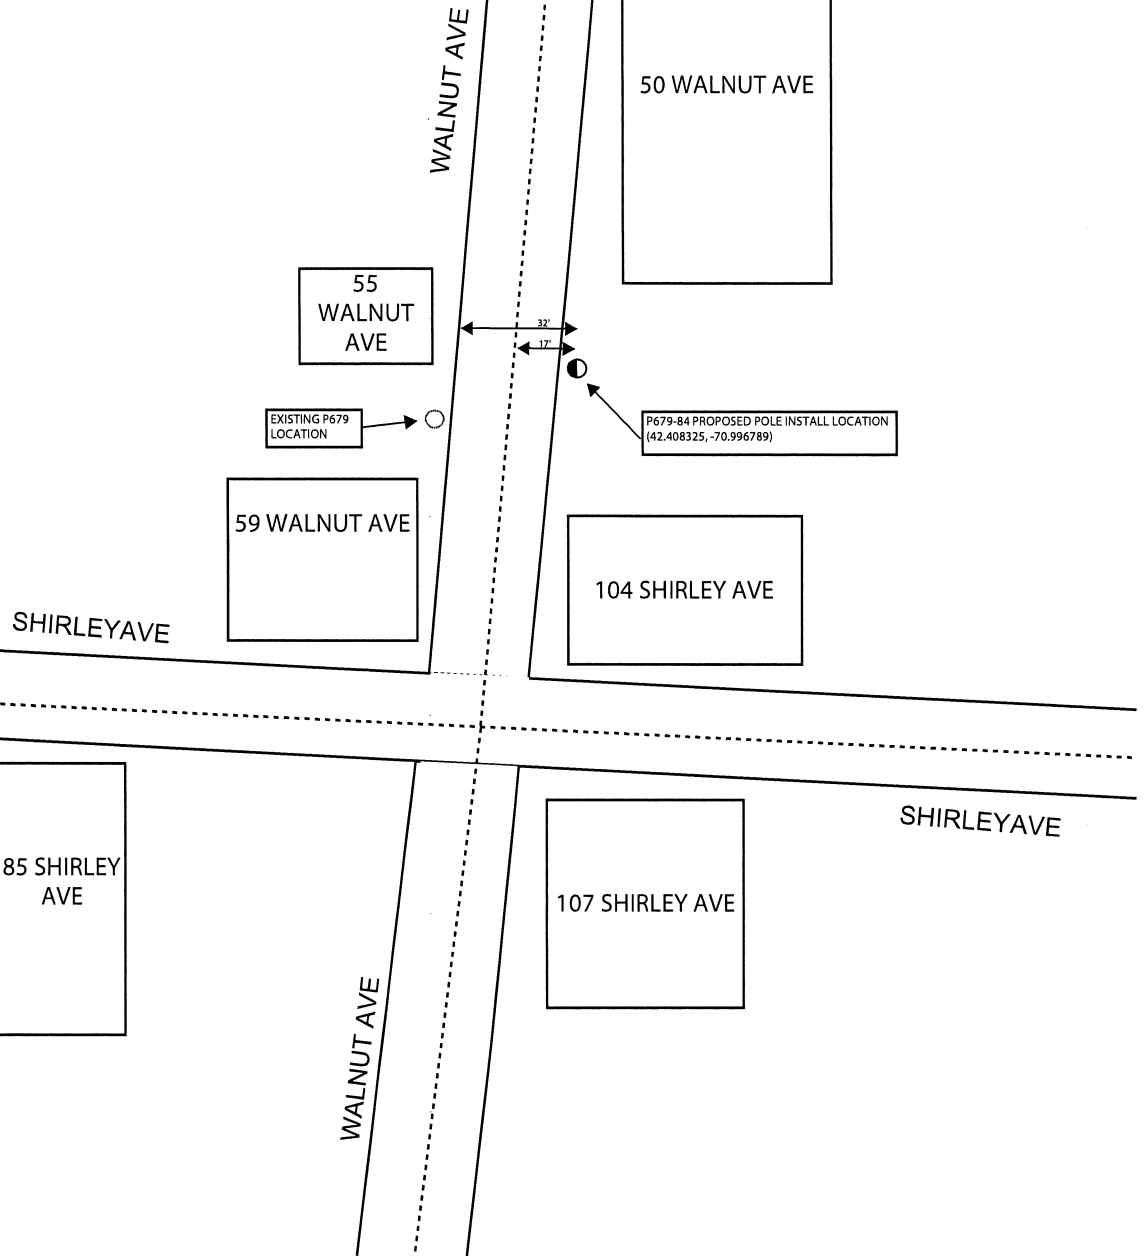 WALNUT AVE
50 WALNUT AVE
55
WALNUT
AVE
32'
17'
EXISTING P679
LOCATION
P679-84 PROPOSED POLE INSTALL LOCATION
(42.408325, -70.996789)
59 WALNUT AVE
104 SHIRLEY AVE
SHIRLEYAVE
SHIRLEYAVE
85 SHIRLEY
AVE
107 SHIRLEY AVE
WALNUT AVE